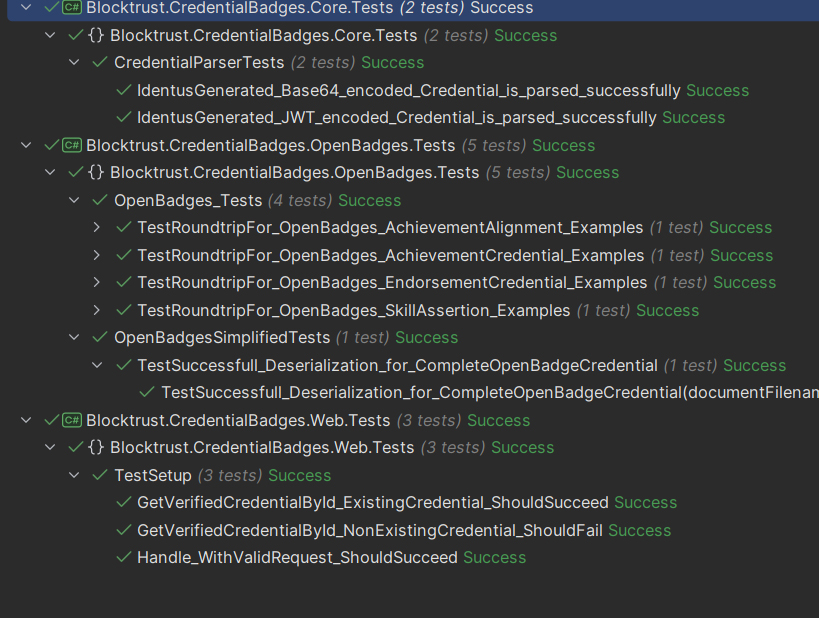 C# Blocktrust.CredentialBadges.Core.Tests (2 tests) Success
{} Blocktrust.CredentialBadges.Core.Tests (2 tests) Success
CredentialParserTests (2 tests) Success
IdentusGenerated_Base64_encoded_Credential_is_parsed_successfully Success
IdentusGenerated_JWT_encoded_Credential_is_parsed_successfully Success
C# Blocktrust.CredentialBadges.OpenBadges.Tests (5 tests) Success
{} Blocktrust.CredentialBadges.OpenBadges.Tests (5 tests) Success
OpenBadges_Tests (4 tests) Success
TestRoundtripFor_OpenBadges_AchievementAlignment_Examples (1 test) Success
TestRoundtripFor_OpenBadges_AchievementCredential_Examples (1 test) Success
TestRoundtripFor_OpenBadges_EndorsementCredential_Examples (1 test) Success
TestRoundtripFor_OpenBadges_SkillAssertion_Examples (1 test) Success
OpenBadgesSimplifiedTests (1 test) Success
TestSuccessfull_Deserialization_for_CompleteOpenBadgeCredential (1 test) Success
TestSuccessfull_Deserialization_for_CompleteOpenBadgeCredential(documentFilenam
C# Blocktrust.CredentialBadges.Web.Tests (3 tests) Success
{} Blocktrust.CredentialBadges.Web.Tests (3 tests) Success
TestSetup (3 tests) Success
GetVerifiedCredentialById_ExistingCredential_ShouldSucceed Success
GetVerifiedCredentialById_NonExistingCredential_ShouldFail Success
Handle_WithValidRequest_ShouldSucceed Success